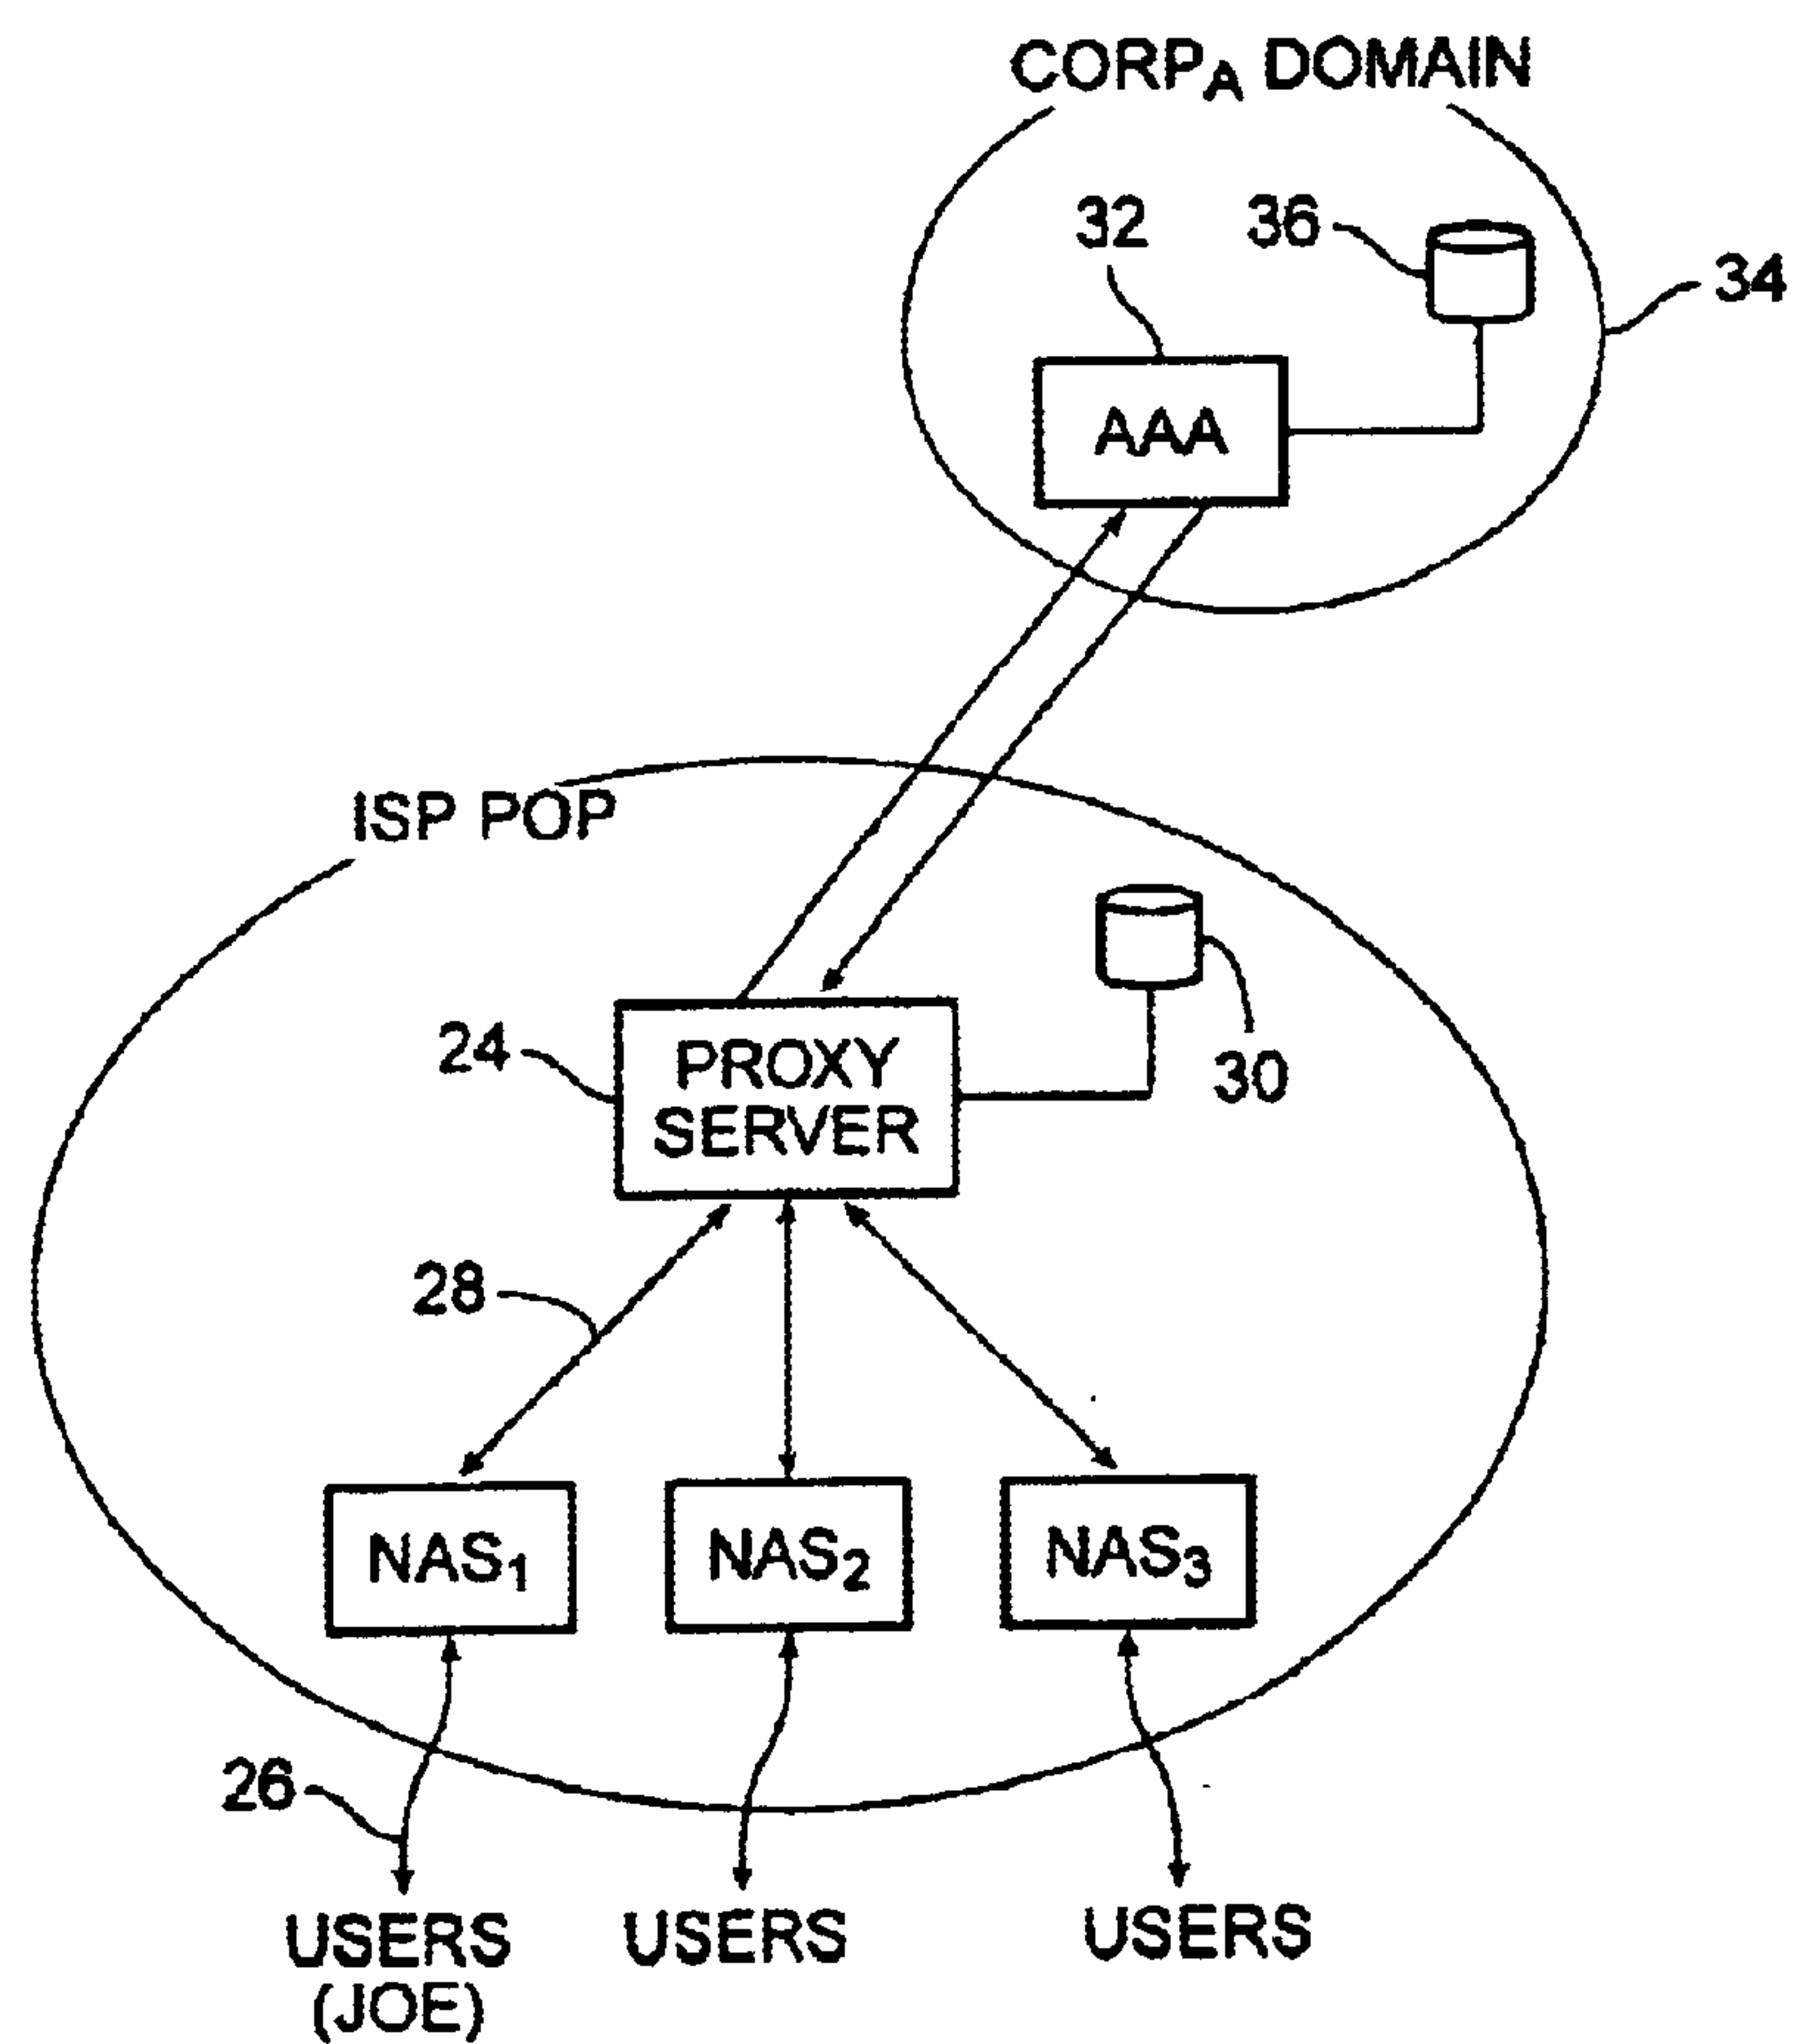 CORPA DOMAIN
32
36
34
AAA
ISP POP
24
PROXY
SERVER
30
28
NAS1
NAS2
NAS3
26
USERS
(JOE)
USERS
USERS